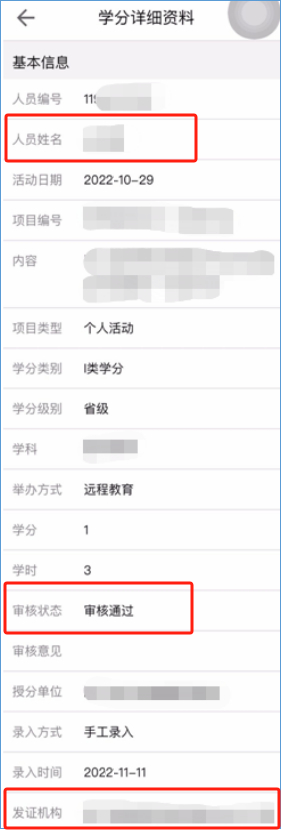 学分详细资料
基本信息
人员编号 119
人员姓名
活动日期 2022-10-29
项目编号
内容
项目类型 个人活动
学分类别 I类学分
学分级别 省级
学科
举办方式 远程教育
学分 1
学时 3
审核状态 审核通过
审核意见
授分单位
录入方式 手工录入
录入时间 2022-11-11
发证机构